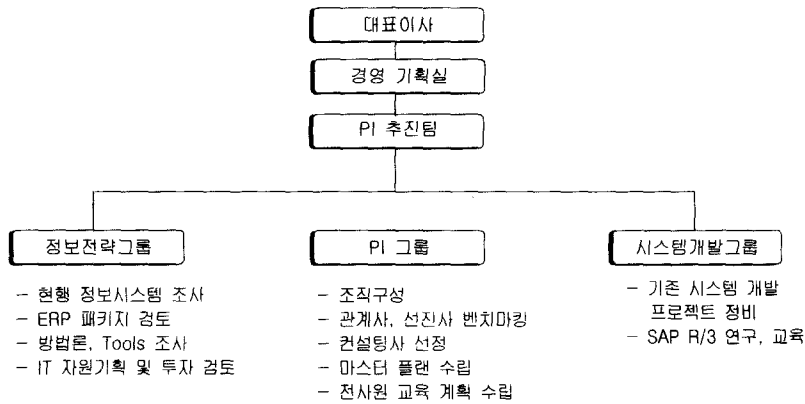 대표이사
경영 기획실
PI 추진팀
정보전략그룹
- 현행 정보시스템 조사
- ERP 패키지 검토
- 방법론, Tools 조사
- IT 자원기획 및 투자 검토
PI 그룹
- 조직구성
- 관계사, 선진사 벤치마킹
- 컨설팅사 선정
- 마스터 플랜 수립
- 전사원 교육 계획 수립
시스템개발그룹
- 기존 시스템 개발
프로젝트 정비
- SAP R/3 연구, 교육